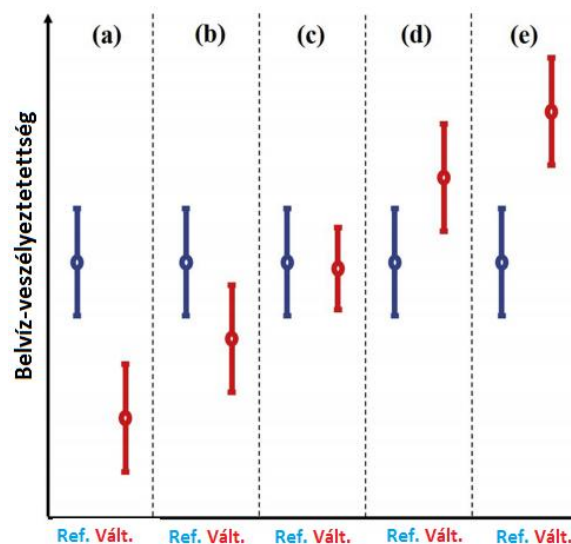 (a) (b) (c) (d) (e)
Belvíz-veszélyeztetettség
Ref. Vált. Ref. Vált. Ref. Vált. Ref. Vált. Ref. Vált.